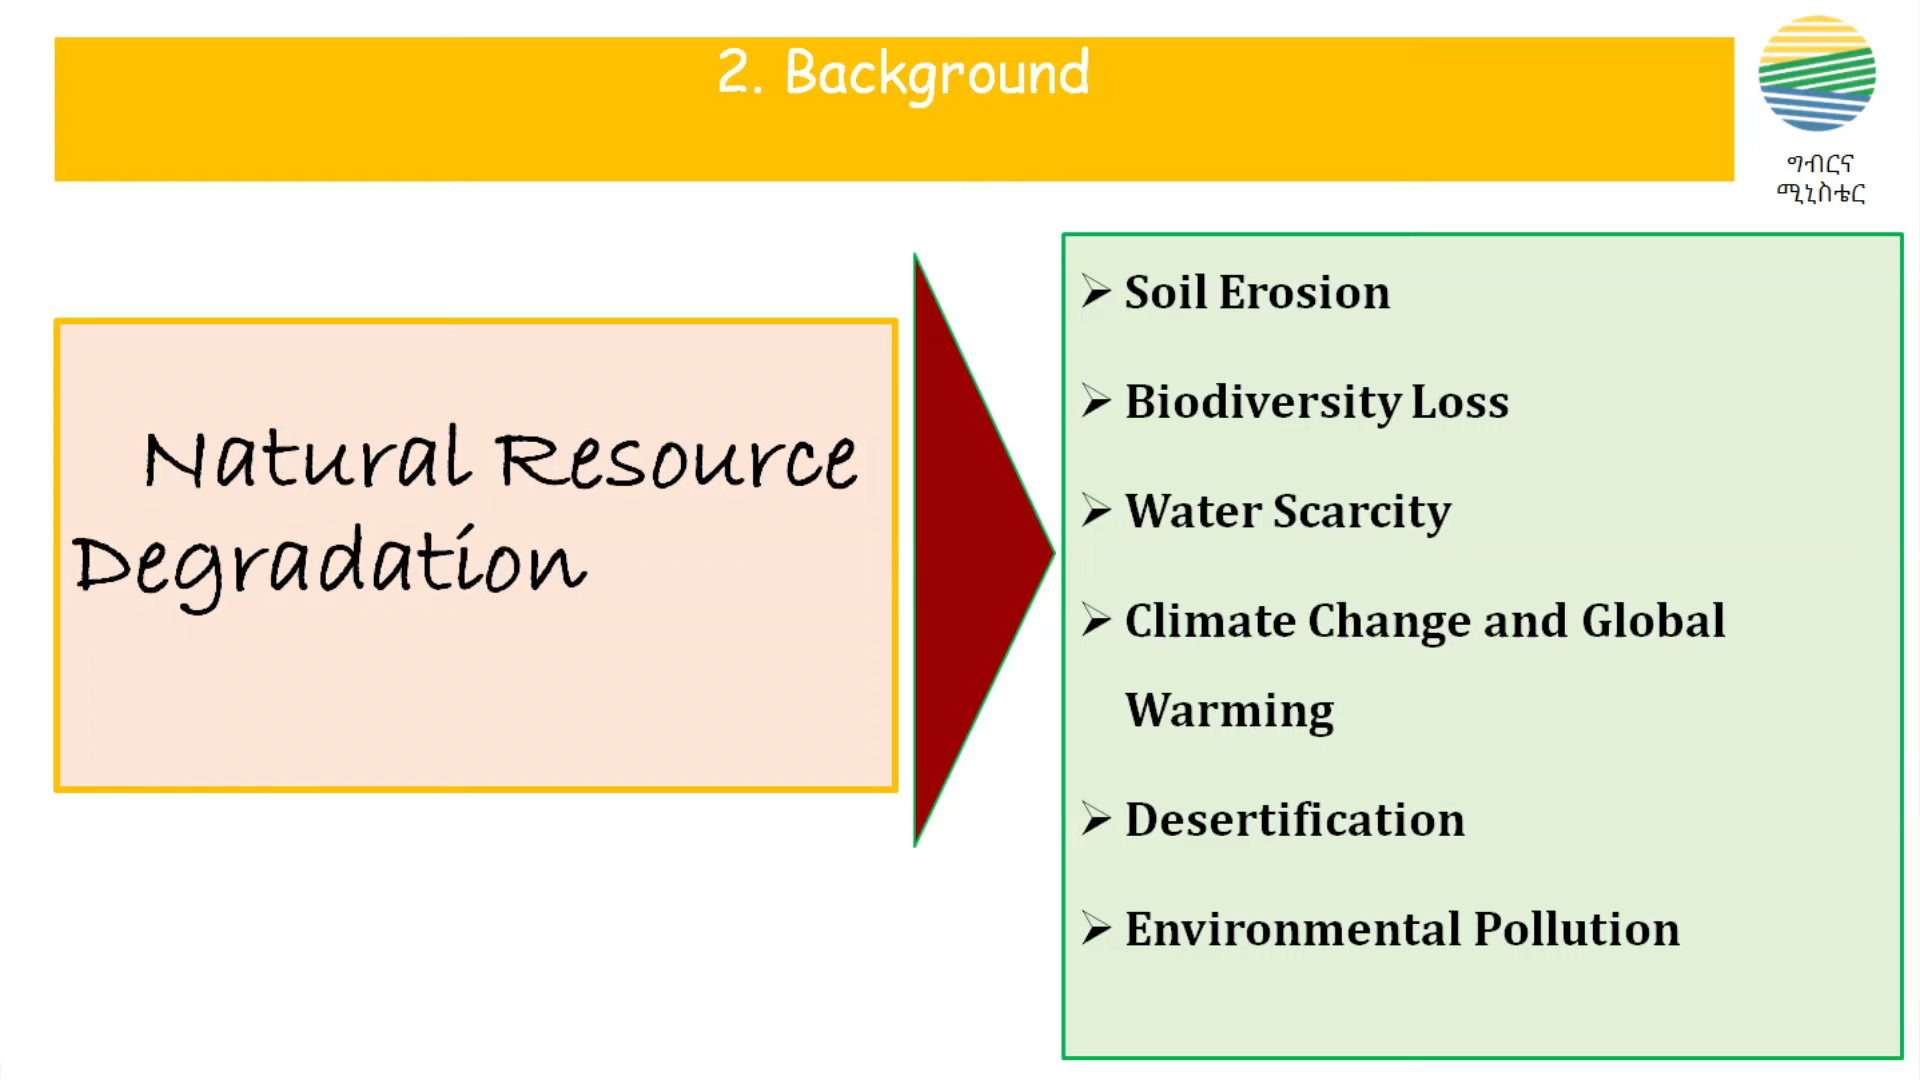 2. Background
ግብርና
ሚኒስቴር
Natural Resource
Degradation
➢ Soil Erosion
➢ Biodiversity Loss
➢ Water Scarcity
➢ Climate Change and Global
Warming
➢ Desertification
➢ Environmental Pollution